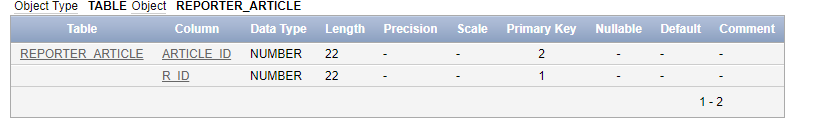 Object Type TABLE Object REPORTER_ARTICLE
Table Column Data Type Length Precision Scale Primary Key Nullable Default Comment
REPORTER_ARTICLE ARTICLE_ID NUMBER 22 - - 2 - - -
R_ID NUMBER 22 - - 1 - - -
1 - 2